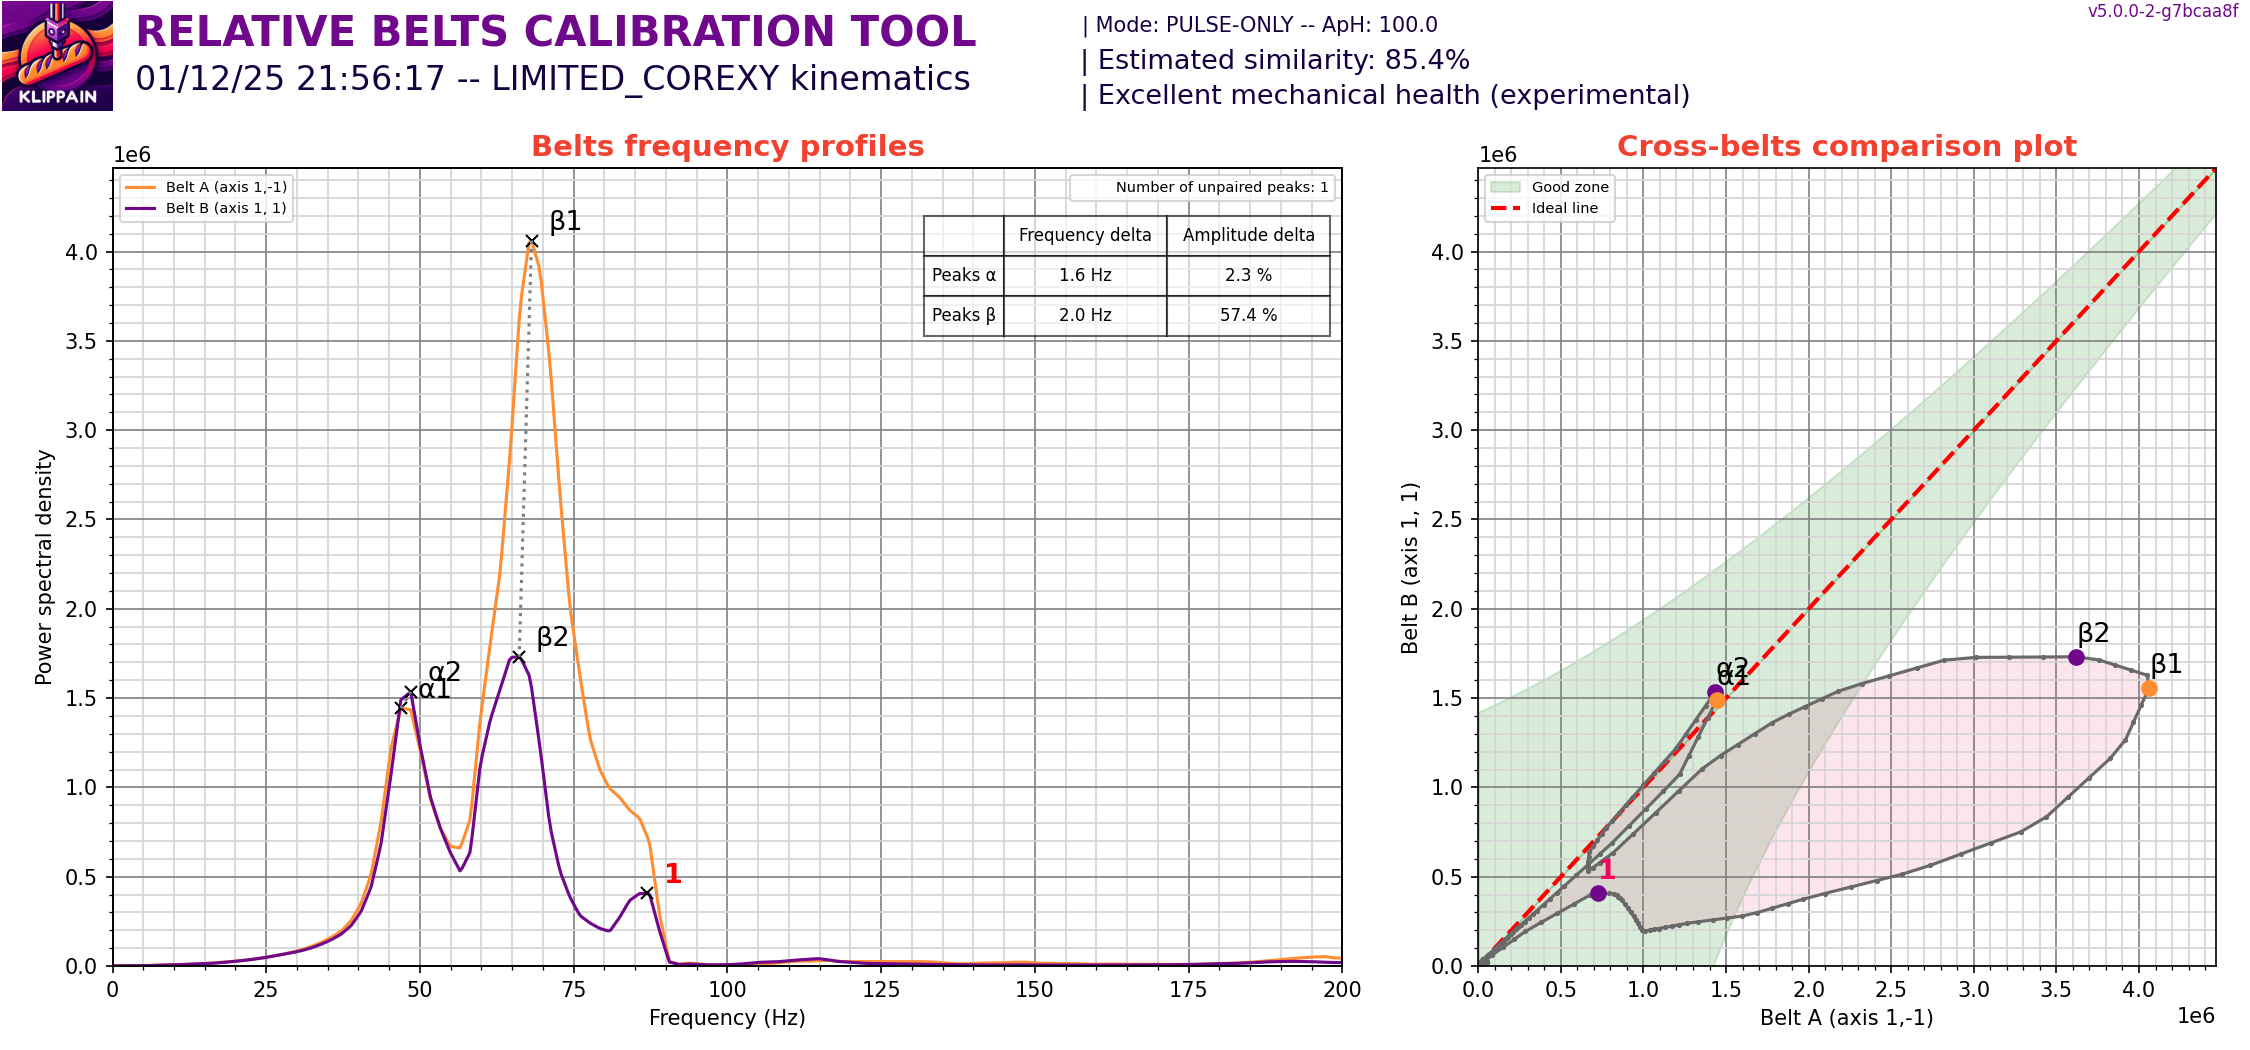 KLIPPAIN
RELATIVE BELTS CALIBRATION TOOL
01/12/25 21:56:17 -- LIMITED_COREXY kinematics
| Mode: PULSE-ONLY -- ApH: 100.0
| Estimated similarity: 85.4%
| Excellent mechanical health (experimental)
v5.0.0-2-g7bcaa8f
Belts frequency profiles
1e6
Belt A (axis 1,-1)
Belt B (axis 1, 1)
Number of unpaired peaks: 1
Frequency delta Amplitude delta
Peaks α 1.6 Hz 2.3 %
Peaks β 2.0 Hz 57.4 %
β1
β2
α2
α1
1
Power spectral density
4.0
3.5
3.0
2.5
2.0
1.5
1.0
0.5
0.0
0 25 50 75 100 125 150 175 200
Frequency (Hz)
Cross-belts comparison plot
1e6
Good zone
Ideal line
β2
β1
α2
α1
1
Belt B (axis 1, 1)
4.0
3.5
3.0
2.5
2.0
1.5
1.0
0.5
0.0
0.0 0.5 1.0 1.5 2.0 2.5 3.0 3.5 4.0
Belt A (axis 1,-1)
1e6